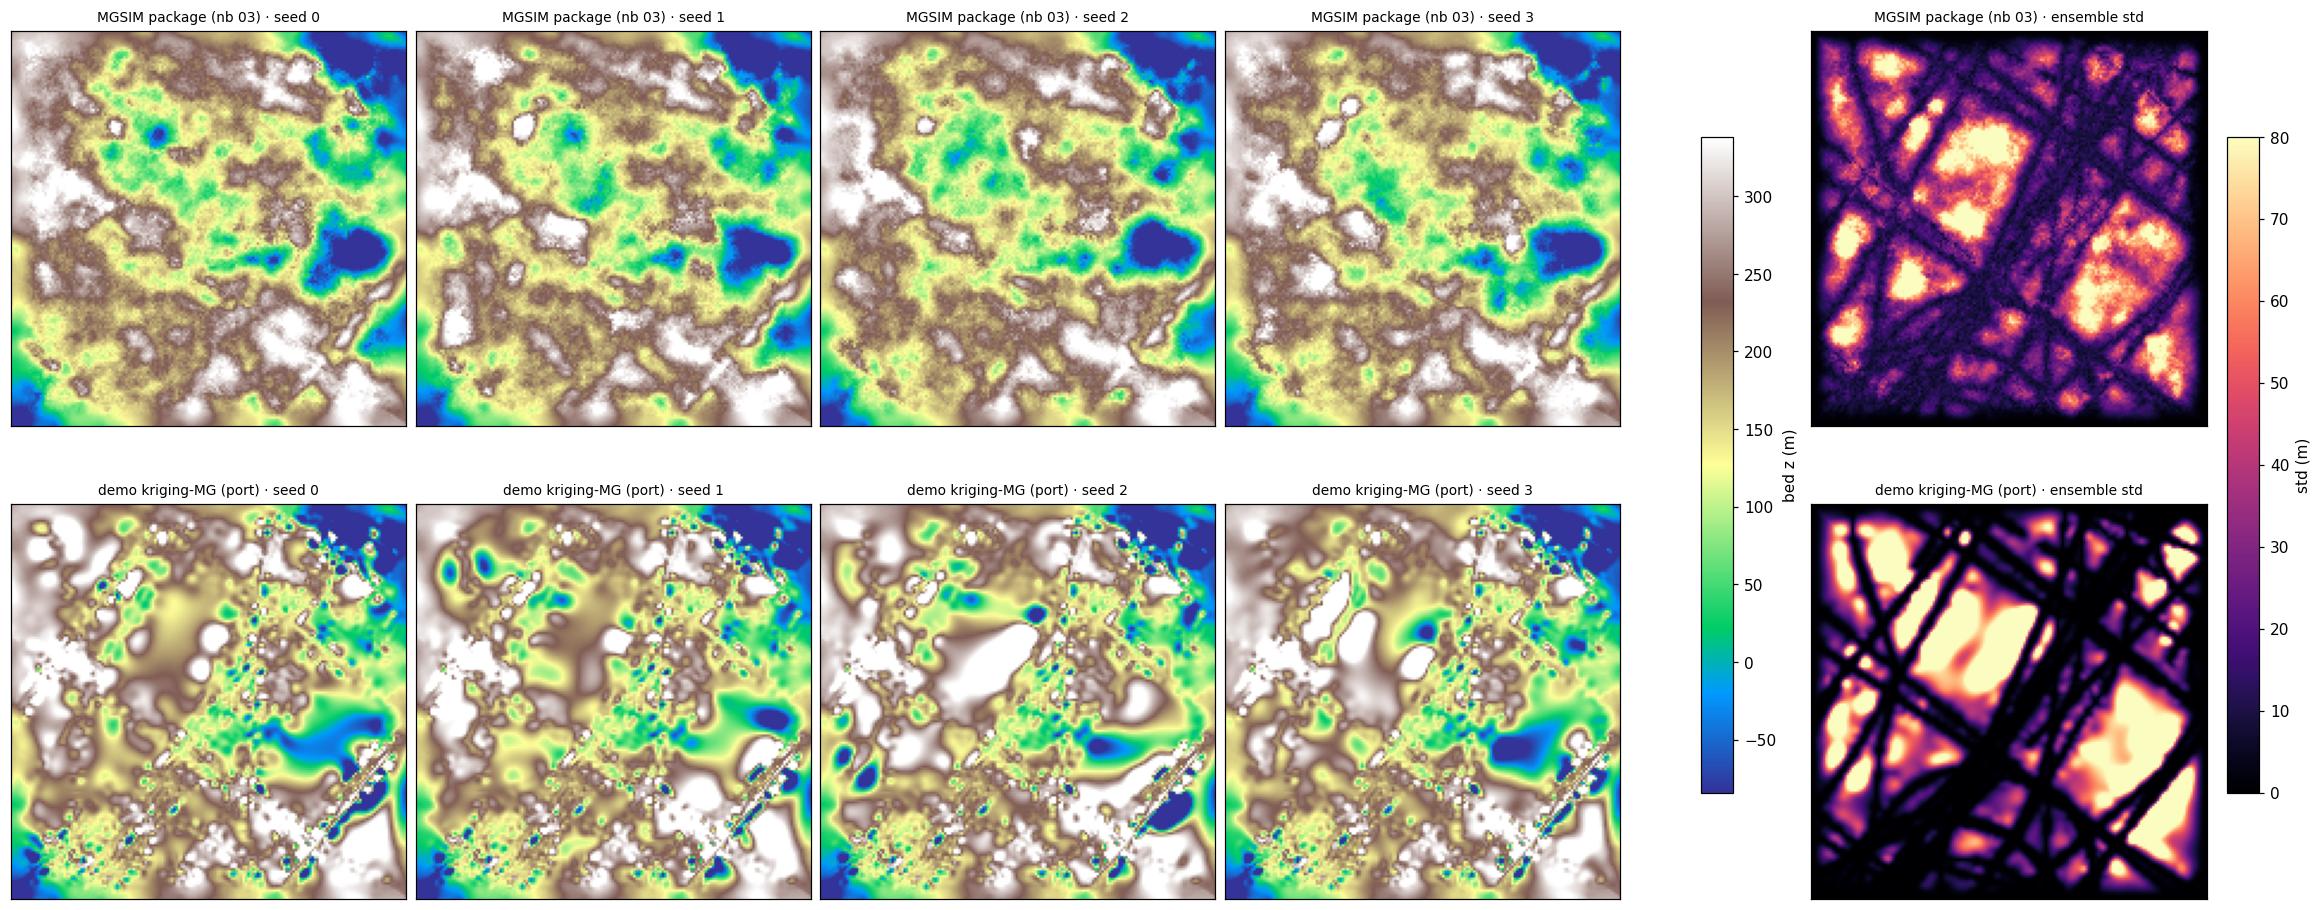 MGSIM package (nb 03) · seed 0
MGSIM package (nb 03) · seed 1
MGSIM package (nb 03) · seed 2
MGSIM package (nb 03) · seed 3
MGSIM package (nb 03) · ensemble std
300
250
200
150
100
50
0
−50
bed z (m)
80
70
60
50
40
30
20
10
0
std (m)
demo kriging-MG (port) · seed 0
demo kriging-MG (port) · seed 1
demo kriging-MG (port) · seed 2
demo kriging-MG (port) · seed 3
demo kriging-MG (port) · ensemble std